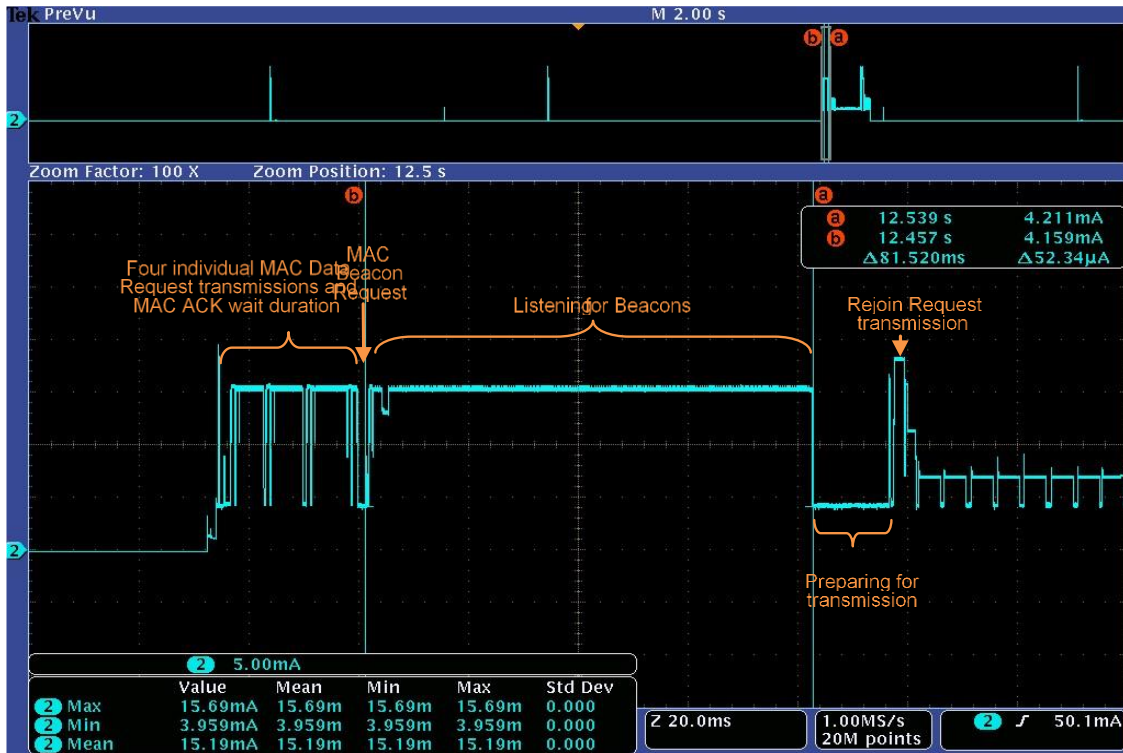 Tek PreVu M 2.00 s
b a
2
Zoom Factor: 100 X Zoom Position: 12.5 s
b a
a 12.539 s 4.211mA
b 12.457 s 4.159mA
Δ81.520ms Δ52.34µA
Four individual MAC Data
Request transmissions and
MAC ACK wait duration
MAC
Beacon
Request
Listening for Beacons
Rejoin Request
transmission
2
Preparing for
transmission
2 5.00mA
Value Mean Min Max Std Dev
2 Max 15.69mA 15.69m 15.69m 15.69m 0.000
2 Min 3.959mA 3.959m 3.959m 3.959m 0.000
2 Mean 15.19mA 15.19m 15.19m 15.19m 0.000
Z 20.0ms
1.00MS/s
20M points
2 ∫ 50.1mA